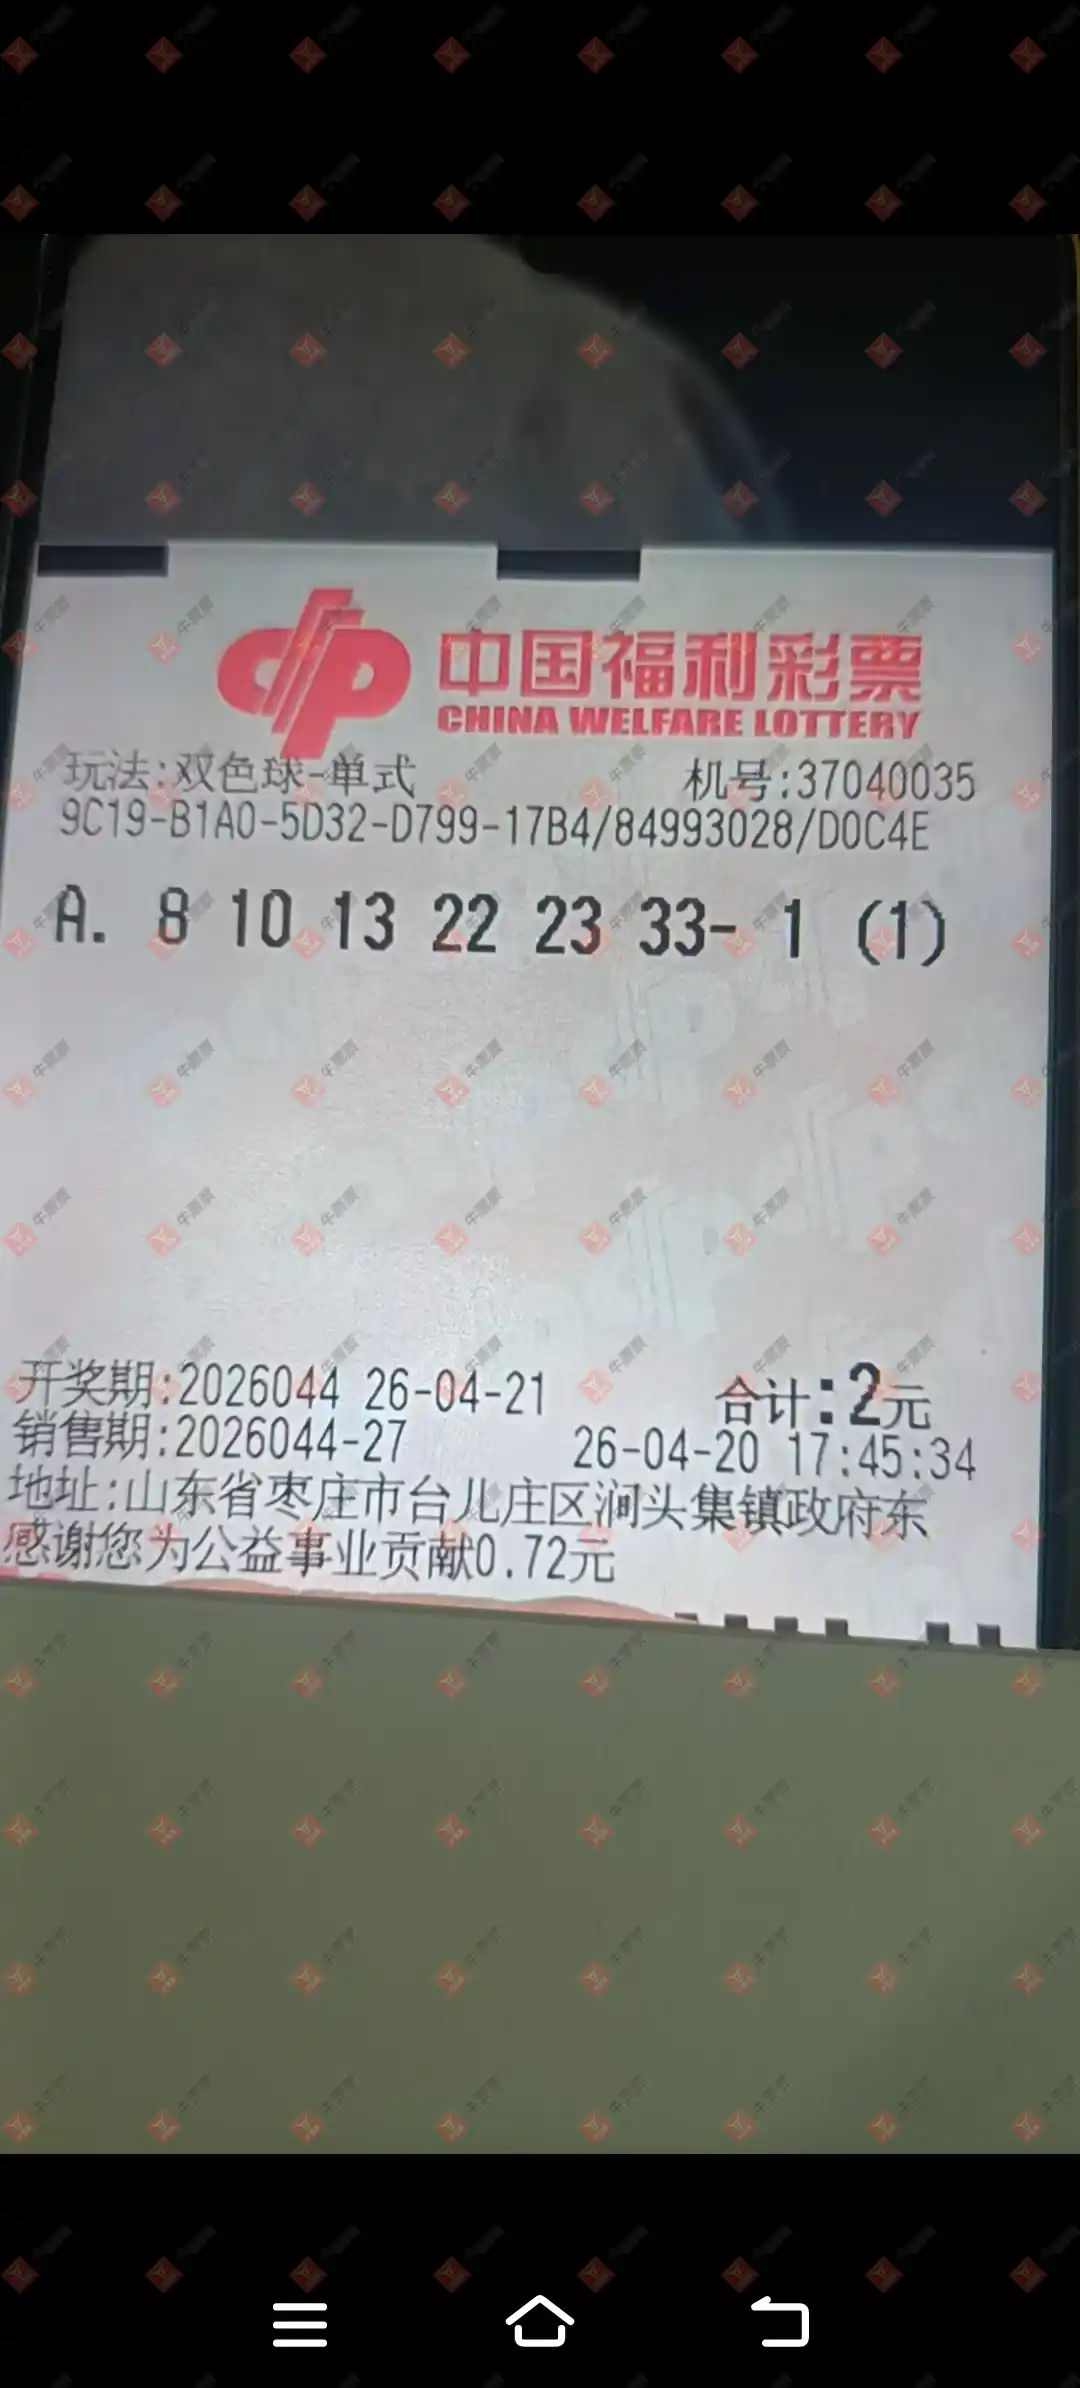 中国福利彩票
CHINA WELFARE LOTTERY
玩法:双色球-单式 机号:37040035
9C19-B1A0-5D32-D799-17B4/84993028/D0C4E
A. 8 10 13 22 23 33- 1 (1)
开奖期:2026044 26-04-21 合计:2元
销售期:2026044-27 26-04-20 17:45:34
地址:山东省枣庄市台儿庄区涧头集镇政府东
感谢您为公益事业贡献0.72元
牛票票